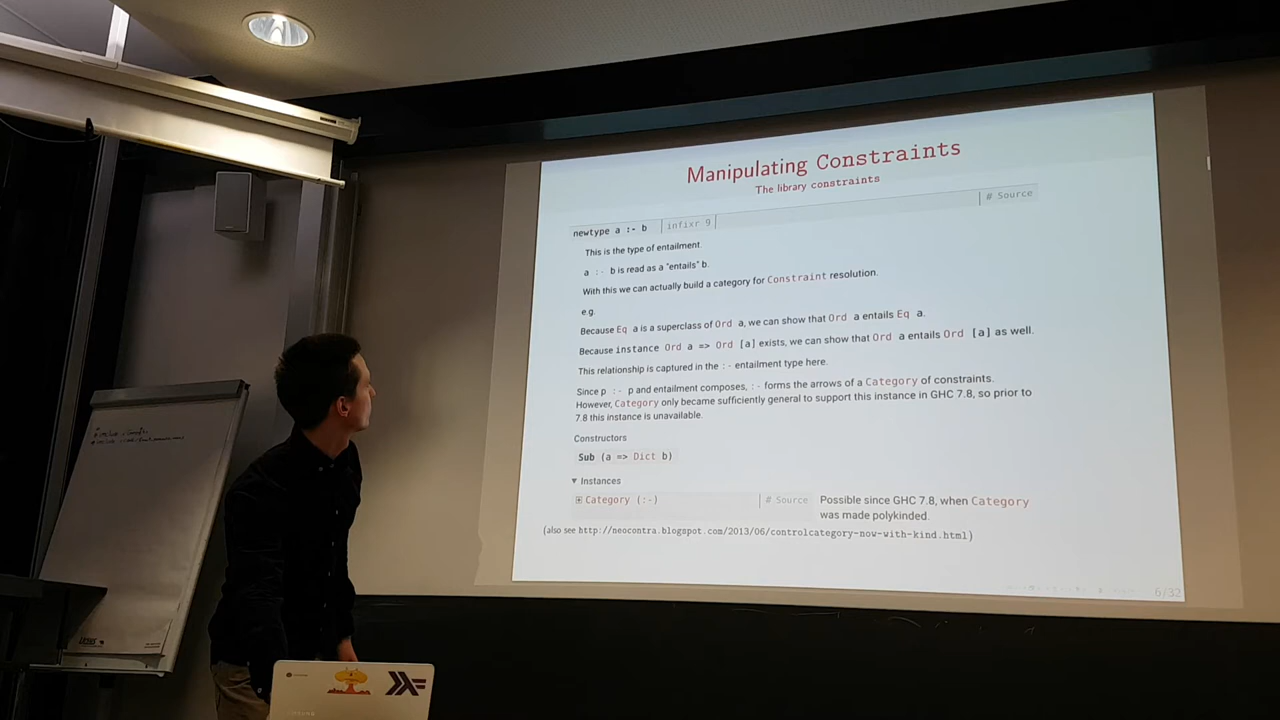 Manipulating Constraints
The library constraints
# Source
newtype a :- b infixr 9
This is the type of entailment.
a :- b is read as a "entails" b.
With this we can actually build a category for Constraint resolution.
e.g.
Because Eq a is a superclass of Ord a, we can show that Ord a entails Eq a.
Because instance Ord a => Ord [a] exists, we can show that Ord a entails Ord [a] as well.
This relationship is captured in the :- entailment type here.
Since p :- p and entailment composes, :- forms the arrows of a Category of constraints.
However, Category only became sufficiently general to support this instance in GHC 7.8, so prior to
7.8 this instance is unavailable.
Constructors
Sub (a => Dict b)
▼ Instances
Category (:-) # Source Possible since GHC 7.8, when Category
was made polykinded.
(also see http://neocontra.blogspot.com/2013/06/controlcategory-now-with-kind.html)
6/32